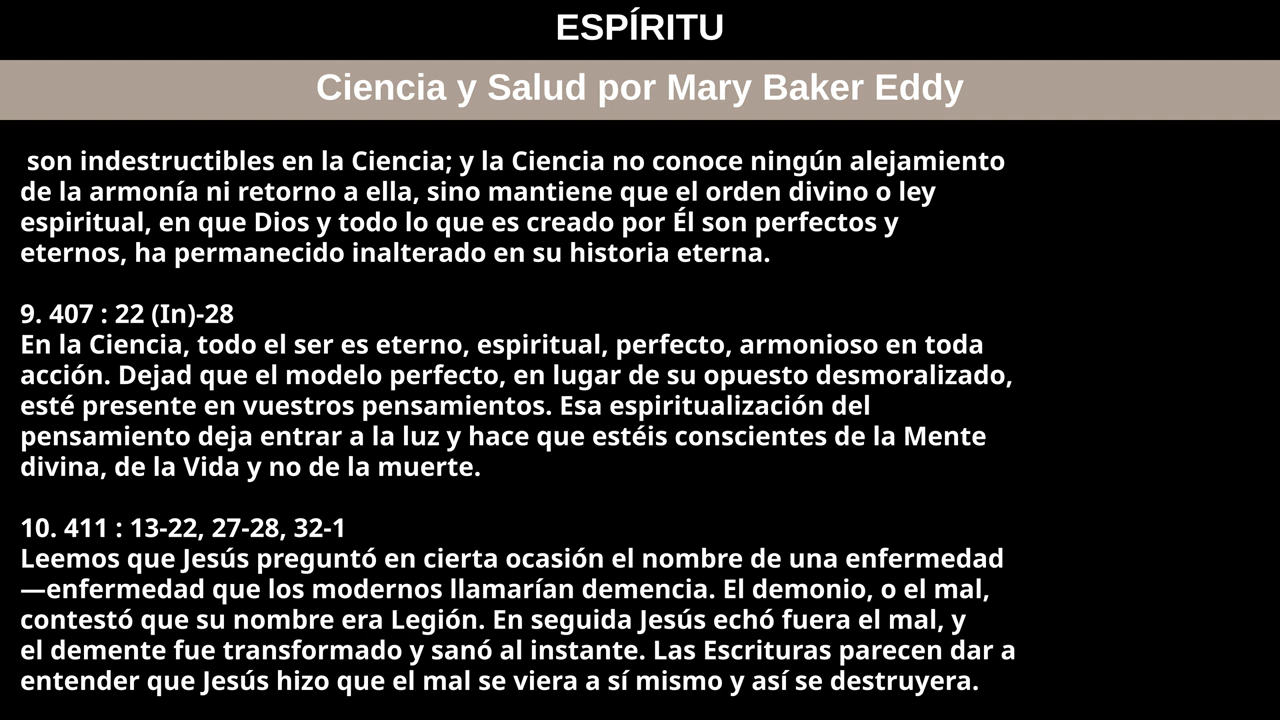 ESPÍRITU
Ciencia y Salud por Mary Baker Eddy
son indestructibles en la Ciencia; y la Ciencia no conoce ningún alejamiento
de la armonía ni retorno a ella, sino mantiene que el orden divino o ley
espiritual, en que Dios y todo lo que es creado por Él son perfectos y
eternos, ha permanecido inalterado en su historia eterna.
9. 407 : 22 (In)-28
En la Ciencia, todo el ser es eterno, espiritual, perfecto, armonioso en toda
acción. Dejad que el modelo perfecto, en lugar de su opuesto desmoralizado,
esté presente en vuestros pensamientos. Esa espiritualización del
pensamiento deja entrar a la luz y hace que estéis conscientes de la Mente
divina, de la Vida y no de la muerte.
10. 411 : 13-22, 27-28, 32-1
Leemos que Jesús preguntó en cierta ocasión el nombre de una enfermedad
—enfermedad que los modernos llamarían demencia. El demonio, o el mal,
contestó que su nombre era Legión. En seguida Jesús echó fuera el mal, y
el demente fue transformado y sanó al instante. Las Escrituras parecen dar a
entender que Jesús hizo que el mal se viera a sí mismo y así se destruyera.